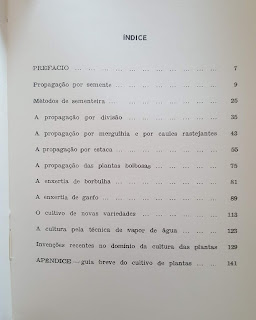 ÍNDICE
PREFÁCIO ... ... ... ... ... ... ... ... ... 7
Propagação por semente ... ... ... ... ... ... 9
Métodos de sementeira ... ... ... ... ... ... 20
A propagação por divisão ... ... ... ... ... 35
A propagação por mergulhia e por caules rastejantes 43
A propagação por estaca ... ... ... ... ... ... 55
A propagação das plantas bolbosas ... ... ... 75
A enxertia de borbulha ... ... ... ... ... ... 81
A enxertia de garfo ... ... ... ... ... ... ... 89
O cultivo de novas variedades ... ... ... ... 113
A cultura pela técnica de vapor de água ... ... 123
Invenções recentes no domínio da cultura das plantas 129
APÊNDICE — guia breve do cultivo de plantas ... ... 141